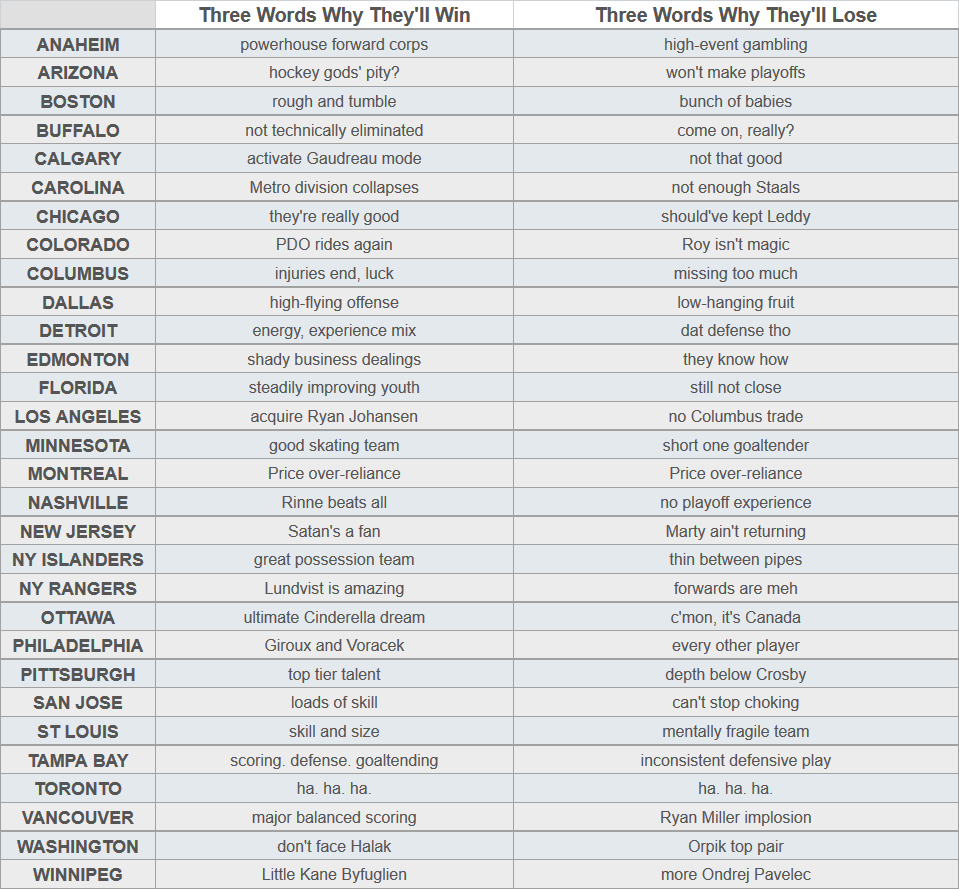 Three Words Why They'll Win Three Words Why They'll Lose
ANAHEIM powerhouse forward corps high-event gambling
ARIZONA hockey gods' pity? won't make playoffs
BOSTON rough and tumble bunch of babies
BUFFALO not technically eliminated come on, really?
CALGARY activate Gaudreau mode not that good
CAROLINA Metro division collapses not enough Staals
CHICAGO they're really good should've kept Leddy
COLORADO PDO rides again Roy isn't magic
COLUMBUS injuries end, luck missing too much
DALLAS high-flying offense low-hanging fruit
DETROIT energy, experience mix dat defense tho
EDMONTON shady business dealings they know how
FLORIDA steadily improving youth still not close
LOS ANGELES acquire Ryan Johansen no Columbus trade
MINNESOTA good skating team short one goaltender
MONTREAL Price over-reliance Price over-reliance
NASHVILLE Rinne beats all no playoff experience
NEW JERSEY Satan's a fan Marty ain't returning
NY ISLANDERS great possession team thin between pipes
NY RANGERS Lundvist is amazing forwards are meh
OTTAWA ultimate Cinderella dream c'mon, it's Canada
PHILADELPHIA Giroux and Voracek every other player
PITTSBURGH top tier talent depth below Crosby
SAN JOSE loads of skill can't stop choking
ST LOUIS skill and size mentally fragile team
TAMPA BAY scoring. defense. goaltending inconsistent defensive play
TORONTO ha. ha. ha. ha. ha. ha.
VANCOUVER major balanced scoring Ryan Miller implosion
WASHINGTON don't face Halak Orpik top pair
WINNIPEG Little Kane Byfuglien more Ondrej Pavelec